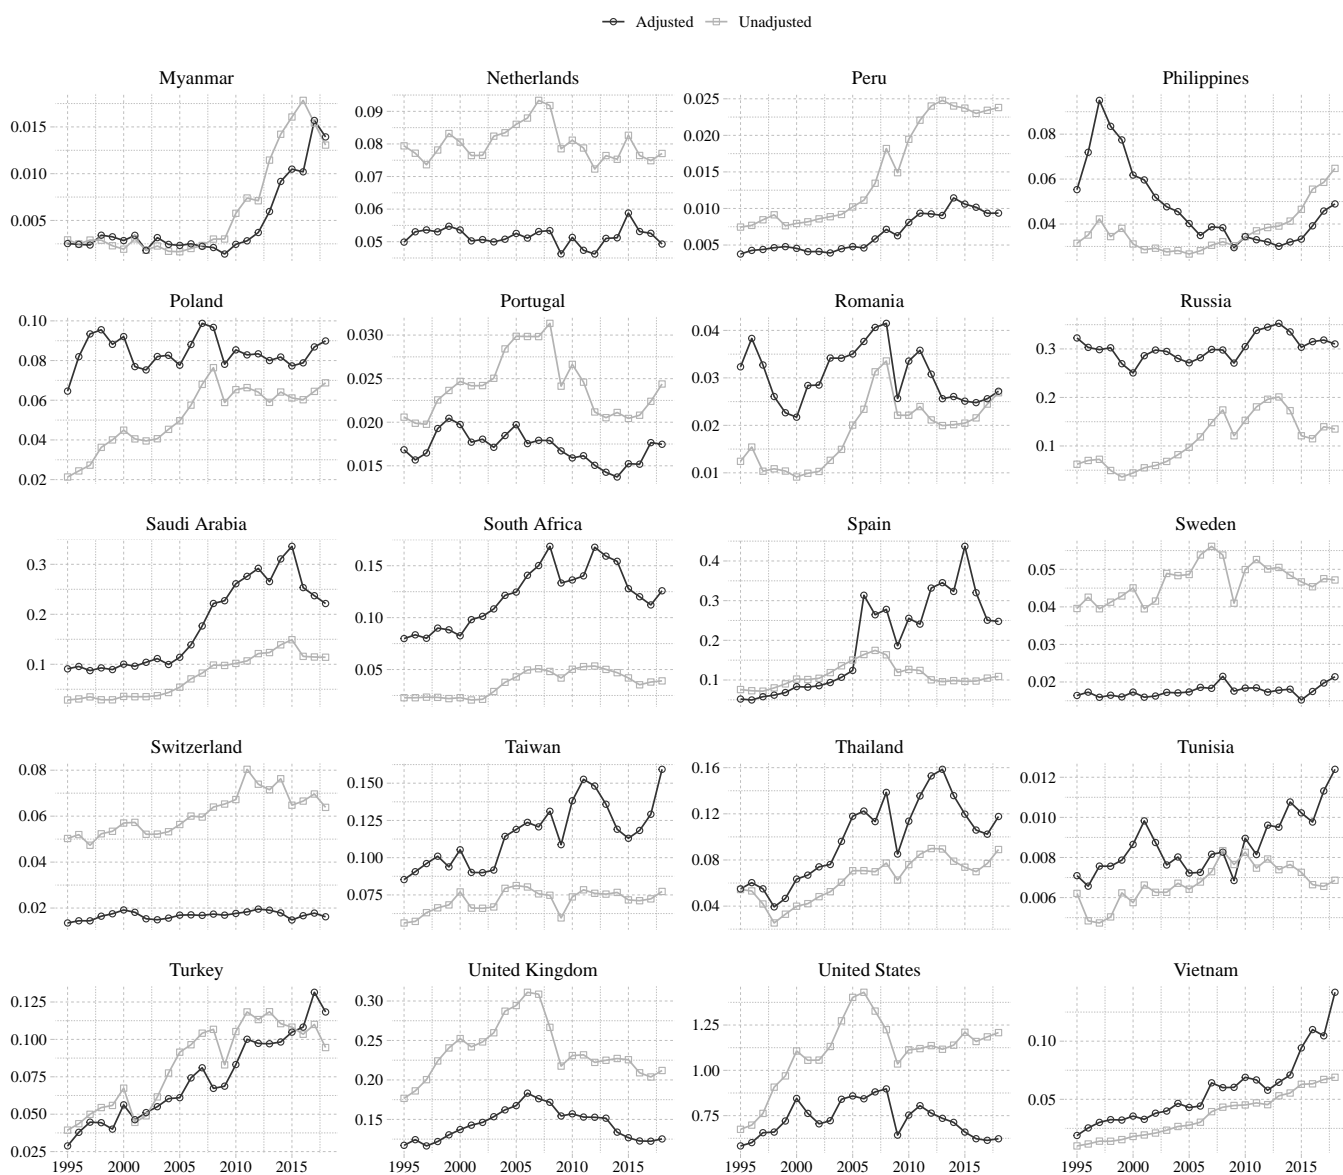 Adjusted Unadjusted
Myanmar Netherlands Peru Philippines
0.015 0.010 0.005
0.09 0.08 0.07 0.06 0.05
0.025 0.020 0.015 0.010 0.005
0.08 0.06 0.04
Poland Portugal Romania Russia
0.10 0.08 0.06 0.04 0.02
0.030 0.025 0.020 0.015
0.04 0.03 0.02 0.01
0.3 0.2 0.1
Saudi Arabia South Africa Spain Sweden
0.3 0.2 0.1
0.15 0.10 0.05
0.4 0.3 0.2 0.1
0.05 0.04 0.03 0.02
Switzerland Taiwan Thailand Tunisia
0.08 0.06 0.04 0.02
0.150 0.125 0.100 0.075
0.16 0.12 0.08 0.04
0.012 0.010 0.008 0.006
Turkey United Kingdom United States Vietnam
0.125 0.100 0.075 0.050 0.025
0.30 0.25 0.20 0.15
1.25 1.00 0.75
0.10 0.05
1995 2000 2005 2010 2015 1995 2000 2005 2010 2015 1995 2000 2005 2010 2015 1995 2000 2005 2010 2015